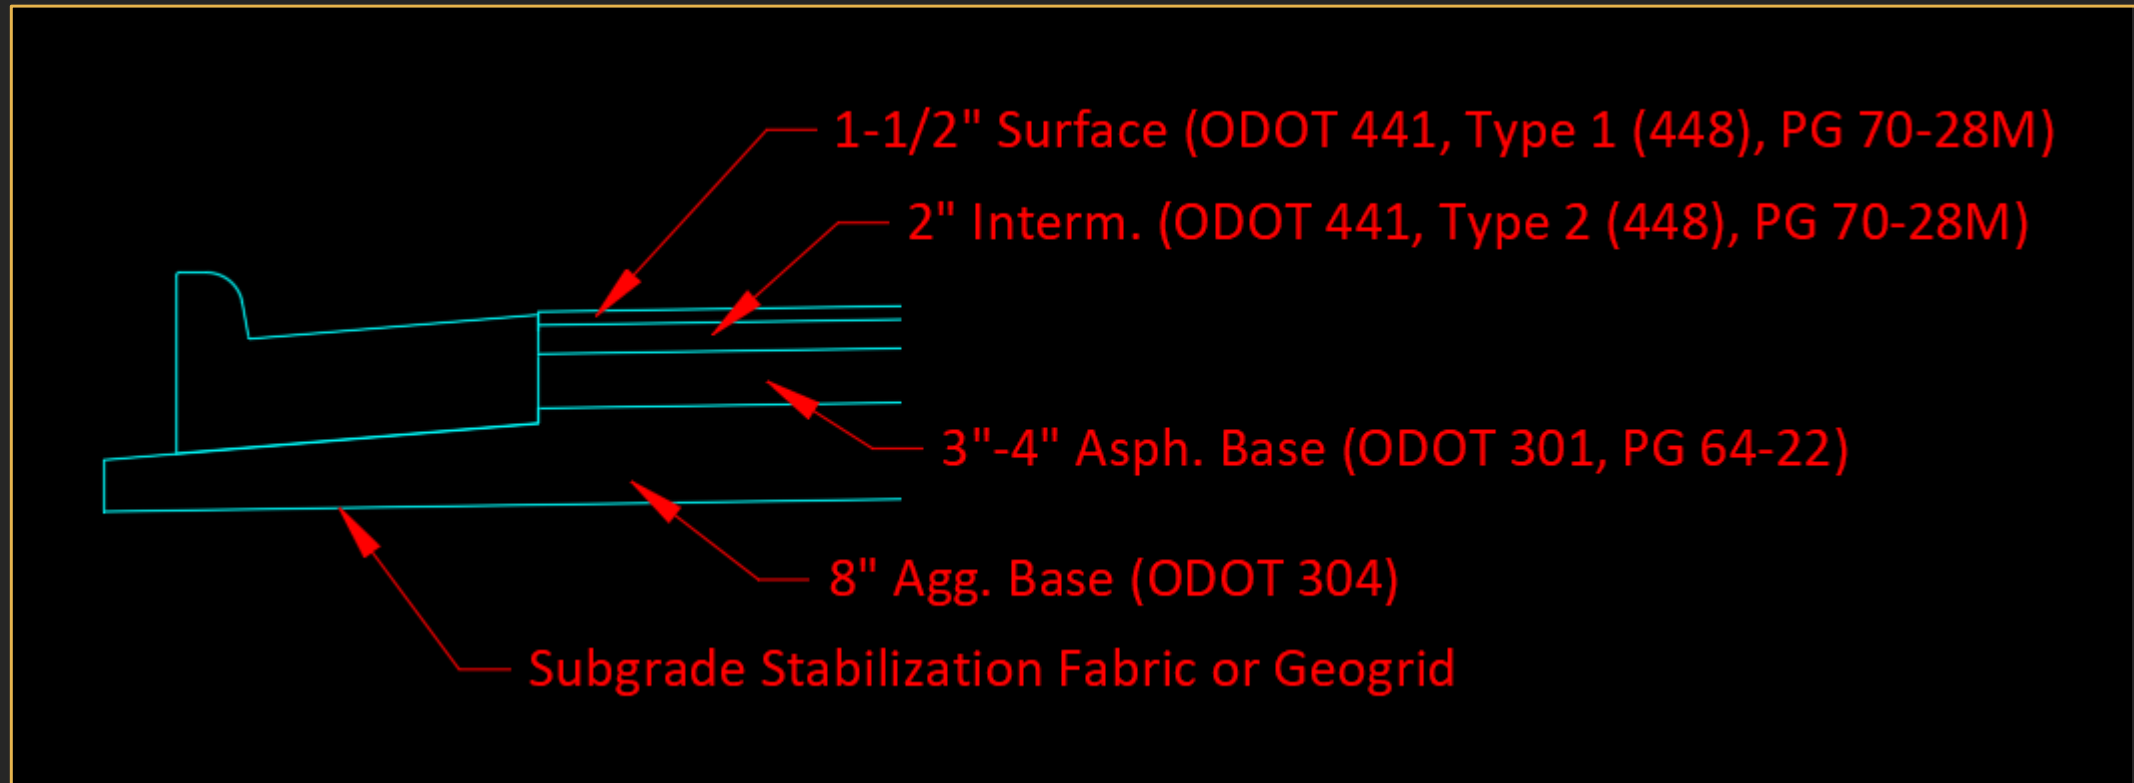 1-1/2" Surface (ODOT 441, Type 1 (448), PG 70-28M)
2" Interm. (ODOT 441, Type 2 (448), PG 70-28M)
3"-4" Asph. Base (ODOT 301, PG 64-22)
8" Agg. Base (ODOT 304)
Subgrade Stabilization Fabric or Geogrid